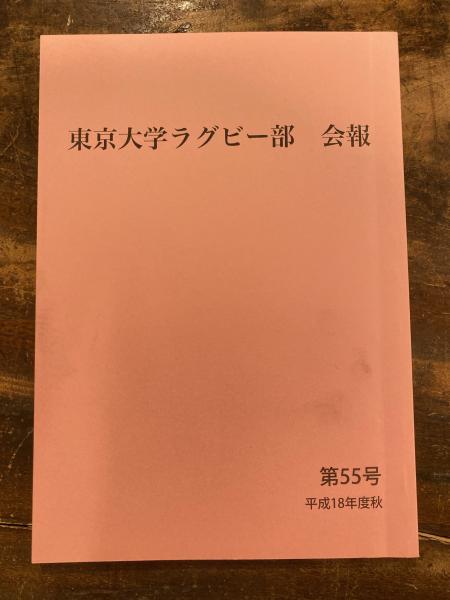 東京大学ラグビー部　会報
第55号
平成18年度秋